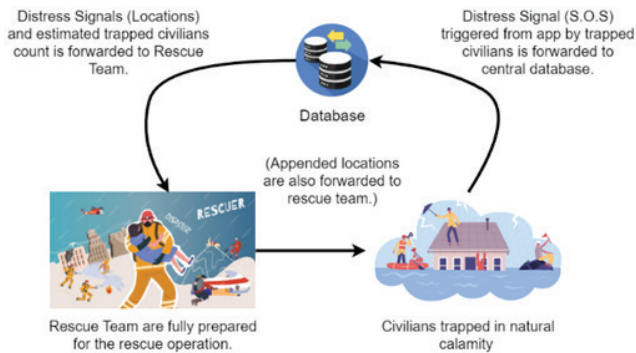 Distress Signals (Locations)
and estimated trapped civilians
count is forwarded to Rescue
Team.
Distress Signal (S.O.S)
triggered from app by trapped
civilians is forwarded to
central database.
Database
(Appended locations
are also forwarded to
rescue team.)
DISASTER
RESCUER
Rescue Team are fully prepared
for the rescue operation.
Civilians trapped in natural
calamity